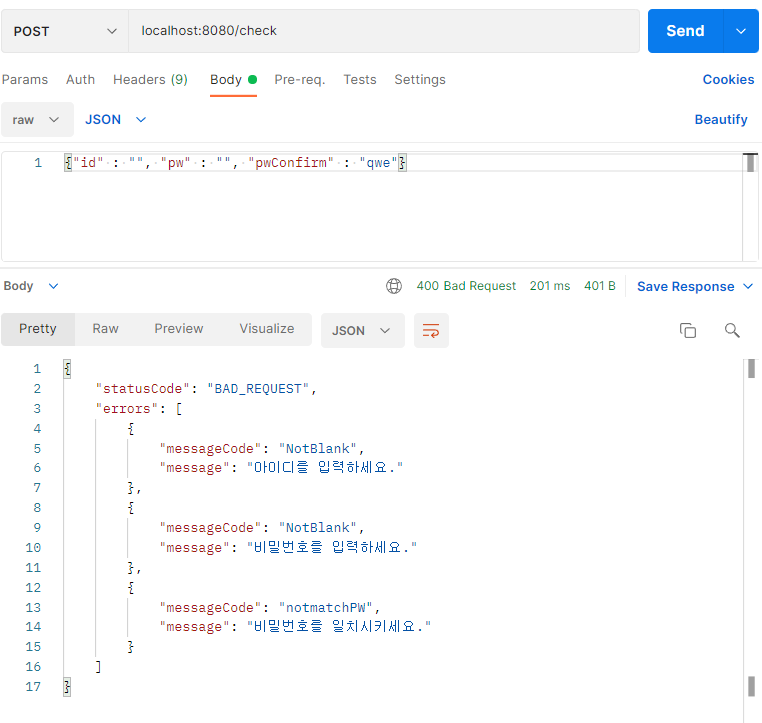 POST localhost:8080/check Send
Params Auth Headers (9) Body Pre-req. Tests Settings Cookies
raw JSON Beautify
1 {"id" : "", "pw" : "", "pwConfirm" : "qwe"}
Body 400 Bad Request 201 ms 401 B Save Response
Pretty Raw Preview Visualize JSON
1 {
2 "statusCode": "BAD_REQUEST",
3 "errors": [
4 {
5 "messageCode": "NotBlank",
6 "message": "아이디를 입력하세요."
7 },
8 {
9 "messageCode": "NotBlank",
10 "message": "비밀번호를 입력하세요."
11 },
12 {
13 "messageCode": "notmatchPW",
14 "message": "비밀번호를 일치시키세요."
15 }
16 ]
17 }